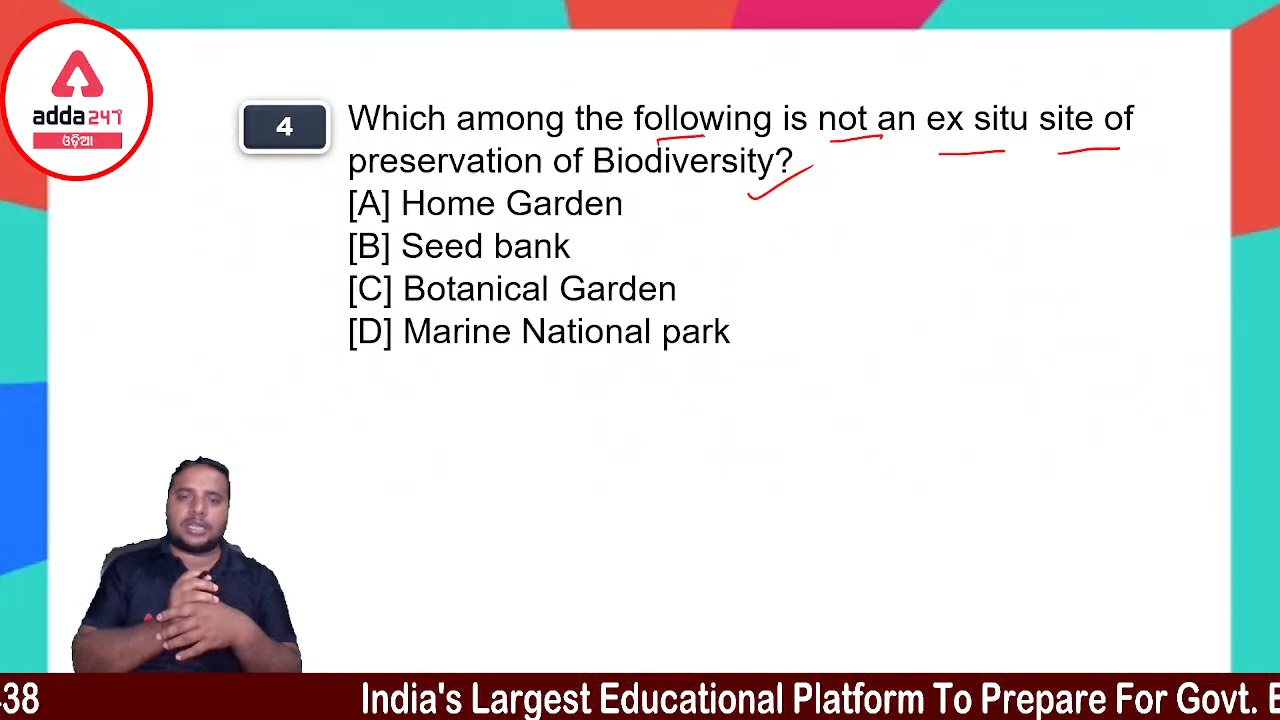 adda247
ଓଡ଼ିଆ
4
Which among the following is not an ex situ site of
preservation of Biodiversity?
[A] Home Garden
[B] Seed bank
[C] Botanical Garden
[D] Marine National park
38 India's Largest Educational Platform To Prepare For Govt.